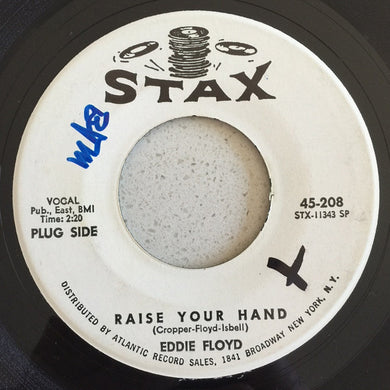 STAX
VOCAL
Pub., East, BMI
Time: 2:20
PLUG SIDE
45-208
STX-11343 SP
X
RAISE YOUR HAND
(Cropper-Floyd-Isbell)
EDDIE FLOYD
DISTRIBUTED BY ATLANTIC RECORD SALES, 1841 BROADWAY NEW YORK, N.Y.